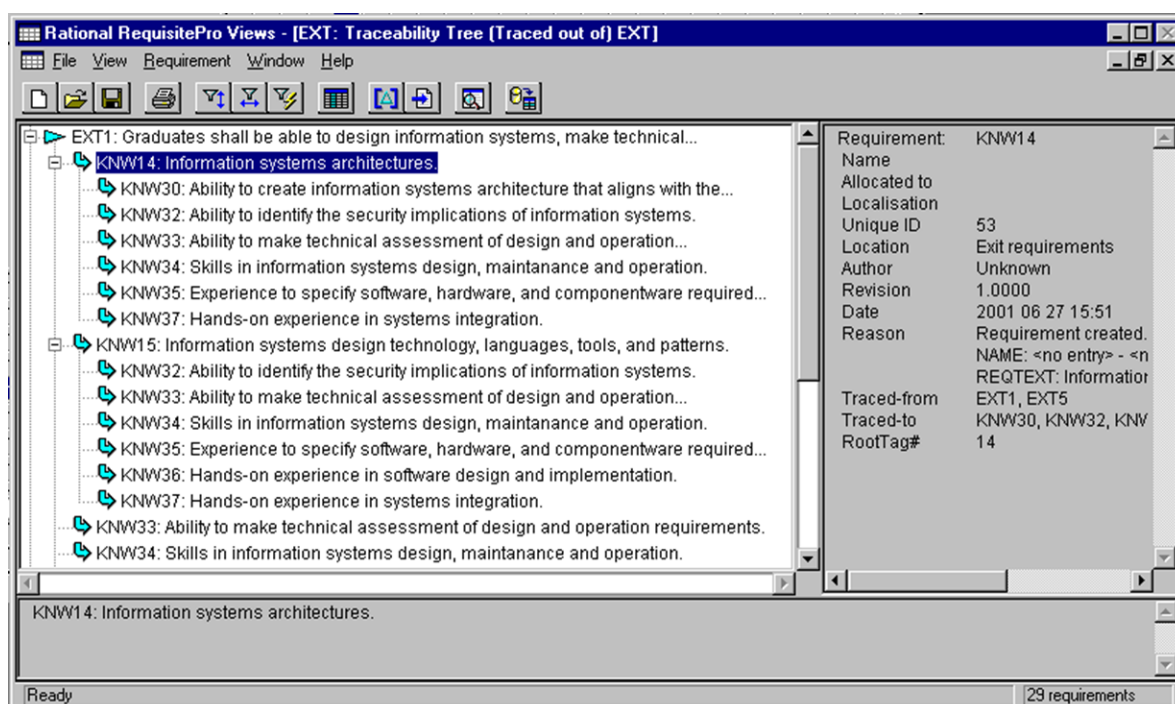 Rational RequisitePro Views - [EXT: Traceability Tree (Traced out of) EXT]
File View Requirement Window Help
EXT1: Graduates shall be able to design information systems, make technical...
KNW14: Information systems architectures.
KNW30: Ability to create information systems architecture that aligns with the...
KNW32: Ability to identify the security implications of information systems.
KNW33: Ability to make technical assessment of design and operation...
KNW34: Skills in information systems design, maintanance and operation.
KNW35: Experience to specify software, hardware, and componentware required...
KNW37: Hands-on experience in systems integration.
KNW15: Information systems design technology, languages, tools, and patterns.
KNW32: Ability to identify the security implications of information systems.
KNW33: Ability to make technical assessment of design and operation...
KNW34: Skills in information systems design, maintanance and operation.
KNW35: Experience to specify software, hardware, and componentware required...
KNW36: Hands-on experience in software design and implementation.
KNW37: Hands-on experience in systems integration.
KNW33: Ability to make technical assessment of design and operation requirements.
KNW34: Skills in information systems design, maintanance and operation.
Requirement: KNW14
Name
Allocated to
Localisation
Unique ID 53
Location Exit requirements
Author Unknown
Revision 1.0000
Date 2001 06 27 15:51
Reason Requirement created.
NAME: <no entry> - <n
REQTEXT: Information
Traced-from EXT1, EXT5
Traced-to KNW30, KNW32, KNW
RootTag# 14
KNW14: Information systems architectures.
Ready 29 requirements